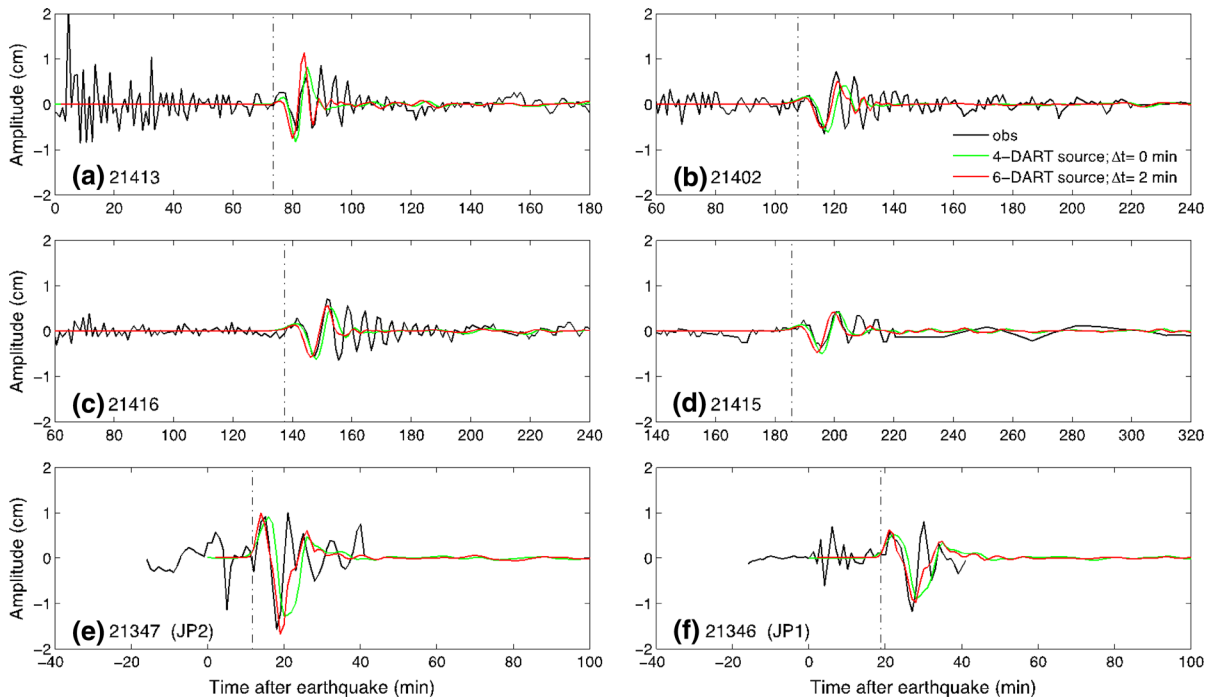 Amplitude (cm)
2
1
0
−1
−2
(a) 21413
0 20 40 60 80 100 120 140 160 180
2
1
0
−1
−2
(b) 21402
obs
4−DART source; Δt= 0 min
6−DART source; Δt= 2 min
60 80 100 120 140 160 180 200 220 240
Amplitude (cm)
2
1
0
−1
−2
(c) 21416
60 80 100 120 140 160 180 200 220 240
2
1
0
−1
−2
(d) 21415
140 160 180 200 220 240 260 280 300 320
Amplitude (cm)
2
1
0
−1
−2
(e) 21347 (JP2)
−40 −20 0 20 40 60 80 100
Time after earthquake (min)
2
1
0
−1
−2
(f) 21346 (JP1)
−40 −20 0 20 40 60 80 100
Time after earthquake (min)